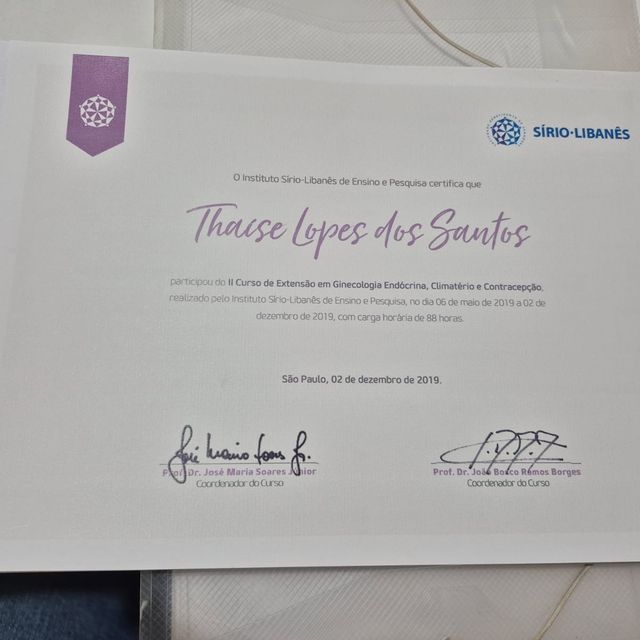 SÍRIO·LIBANÊS
O Instituto Sírio-Libanês de Ensino e Pesquisa certifica que
Thacse Lopes dos Santos
participou do II Curso de Extensão em Ginecologia Endócrina, Climatério e Contracepção,
realizado pelo Instituto Sírio-Libanês de Ensino e Pesquisa, no dia 06 de maio de 2019 a 02 de
dezembro de 2019, com carga horária de 88 horas.
São Paulo, 02 de dezembro de 2019.
Prof. Dr. José Maria Soares Júnior
Coordenador do Curso
Prof. Dr. João Bosco Ramos Borges
Coordenador do Curso